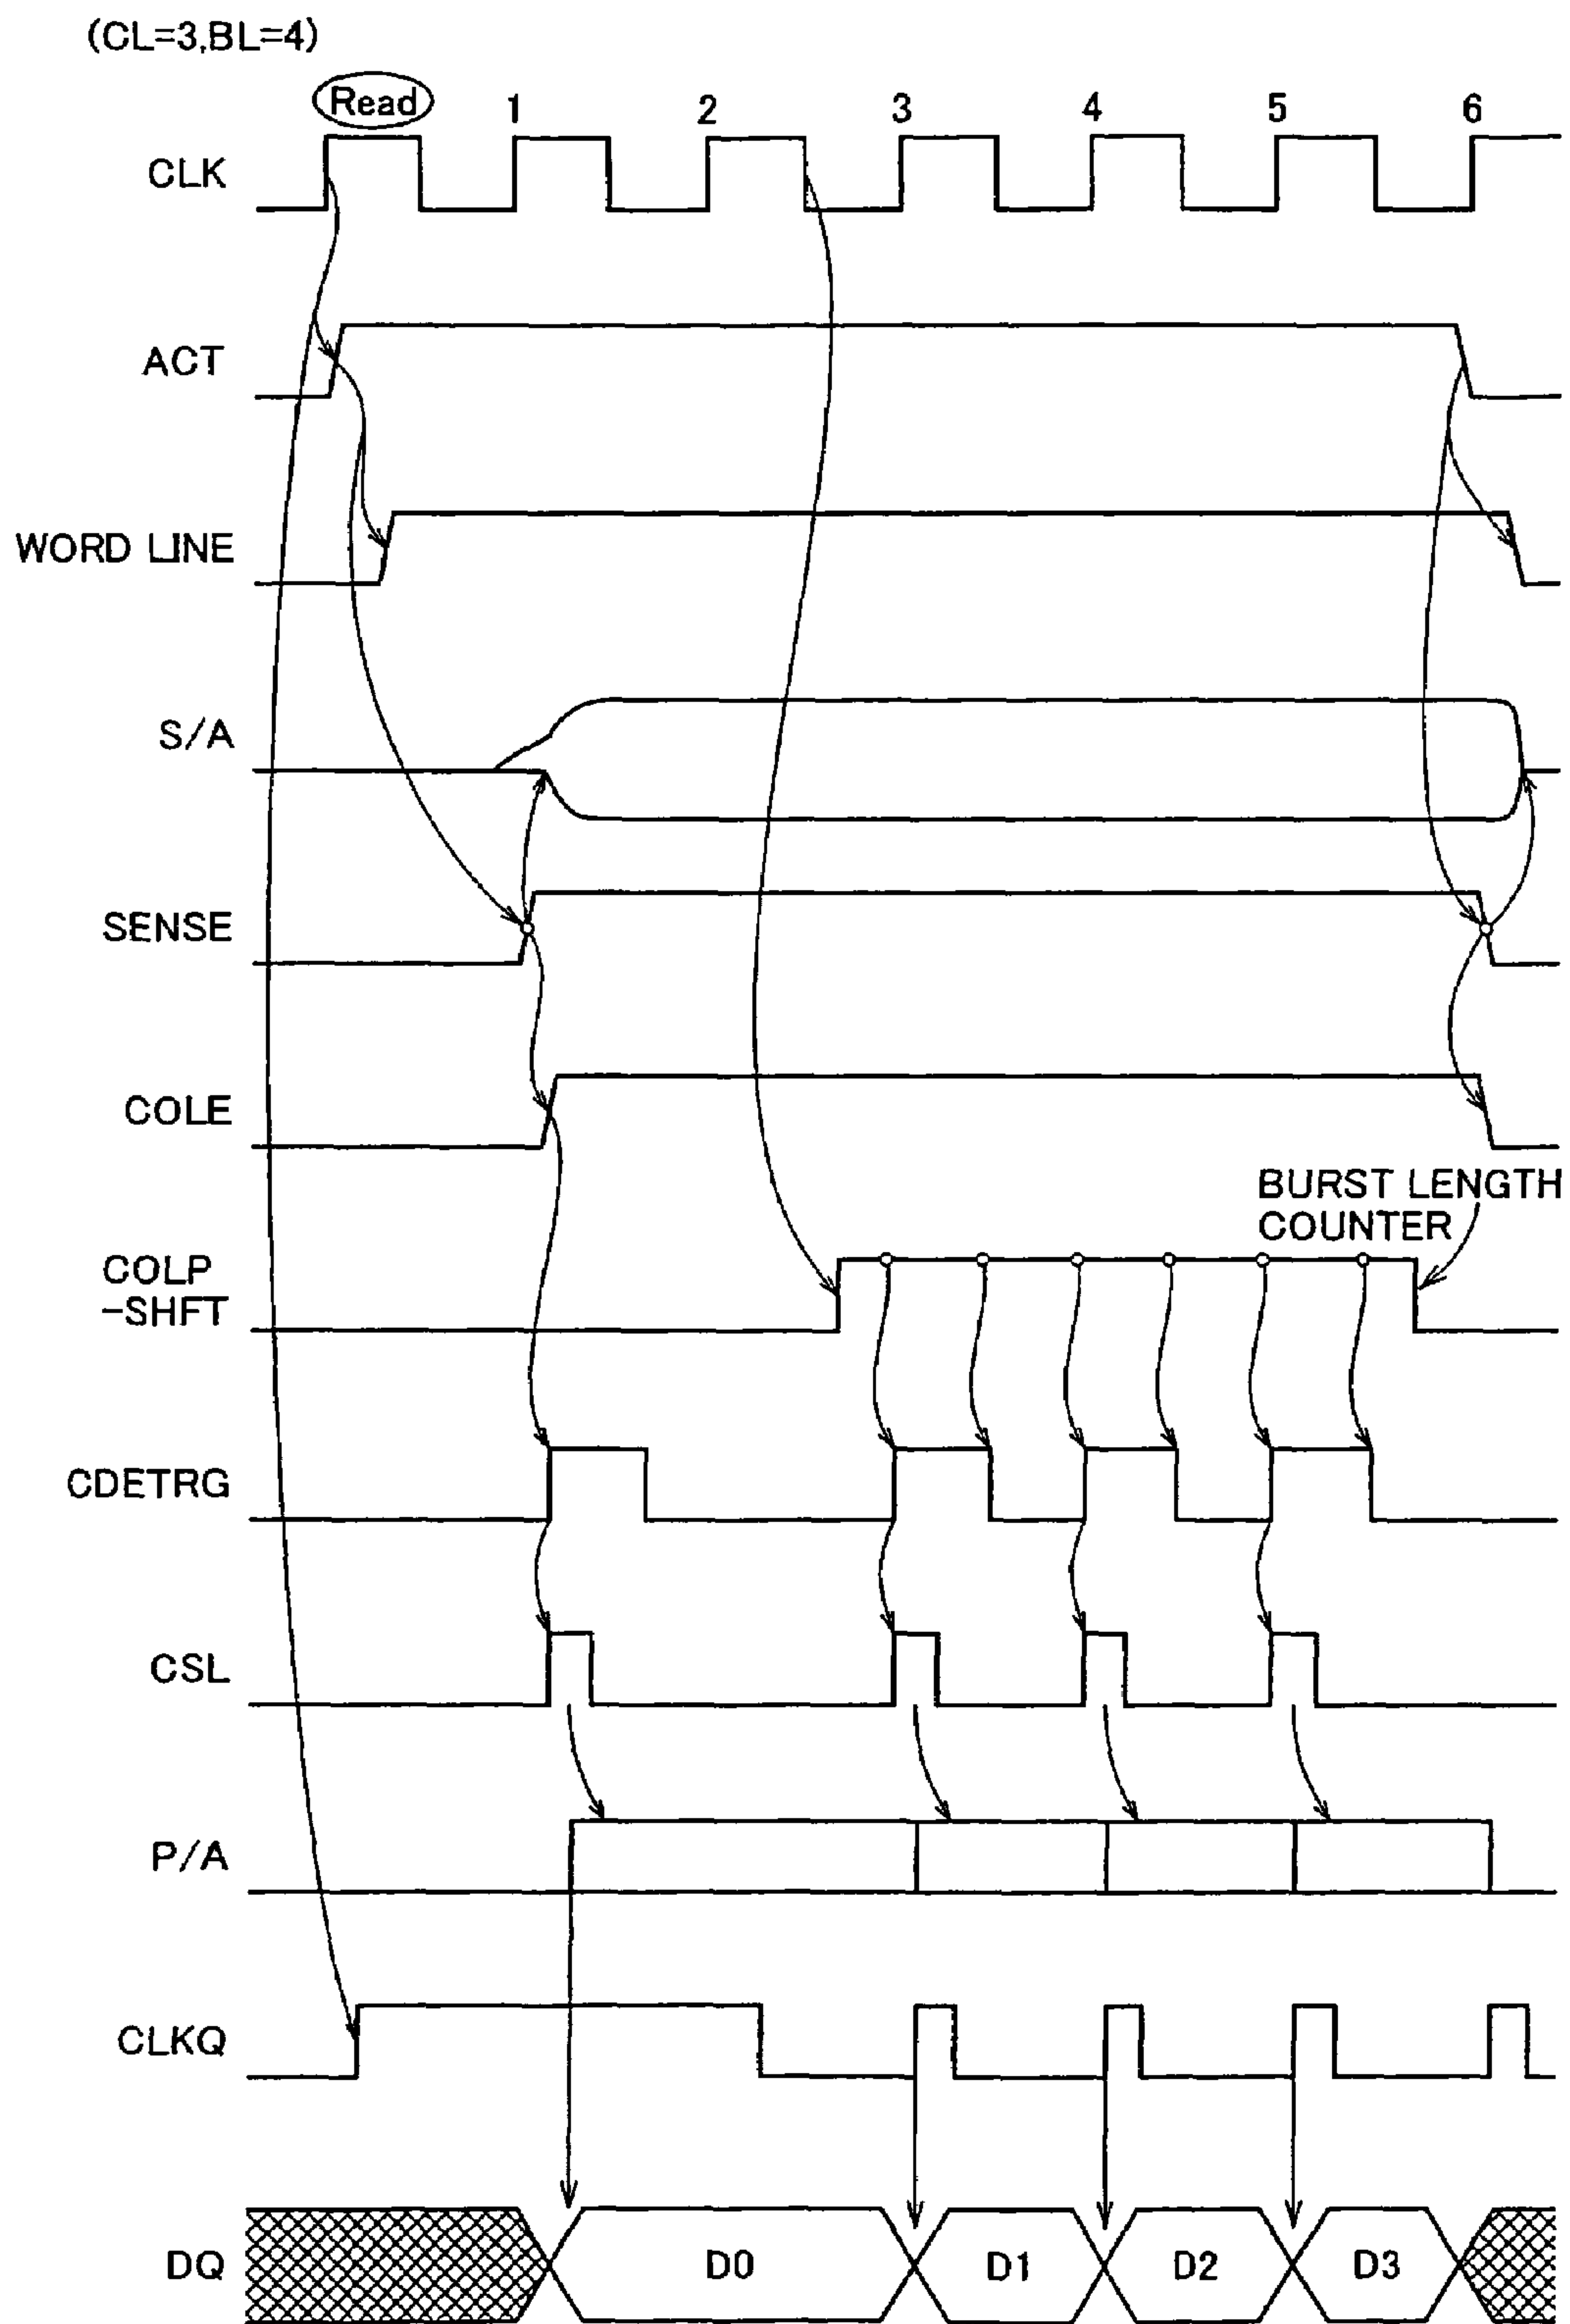 (CL=3,BL=4)
Read 1 2 3 4 5 6
CLK
ACT
WORD LINE
S/A
SENSE
COLE
BURST LENGTH
COUNTER
COLP
-SHFT
CDETRG
CSL
P/A
CLKQ
DQ D0 D1 D2 D3